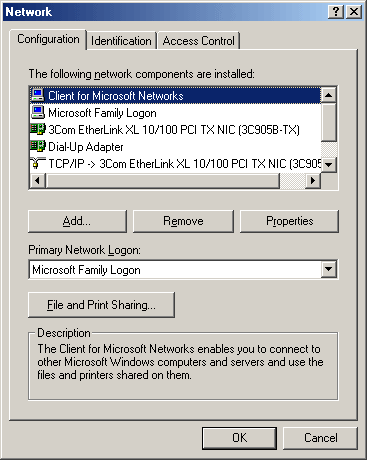 Network
Configuration Identification Access Control
The following network components are installed:
Client for Microsoft Networks
Microsoft Family Logon
3Com EtherLink XL 10/100 PCI TX NIC (3C905B-TX)
Dial-Up Adapter
TCP/IP -> 3Com EtherLink XL 10/100 PCI TX NIC (3C905
Add... Remove Properties
Primary Network Logon:
Microsoft Family Logon
File and Print Sharing...
Description
The Client for Microsoft Networks enables you to connect to
other Microsoft Windows computers and servers and use the
files and printers shared on them.
OK Cancel